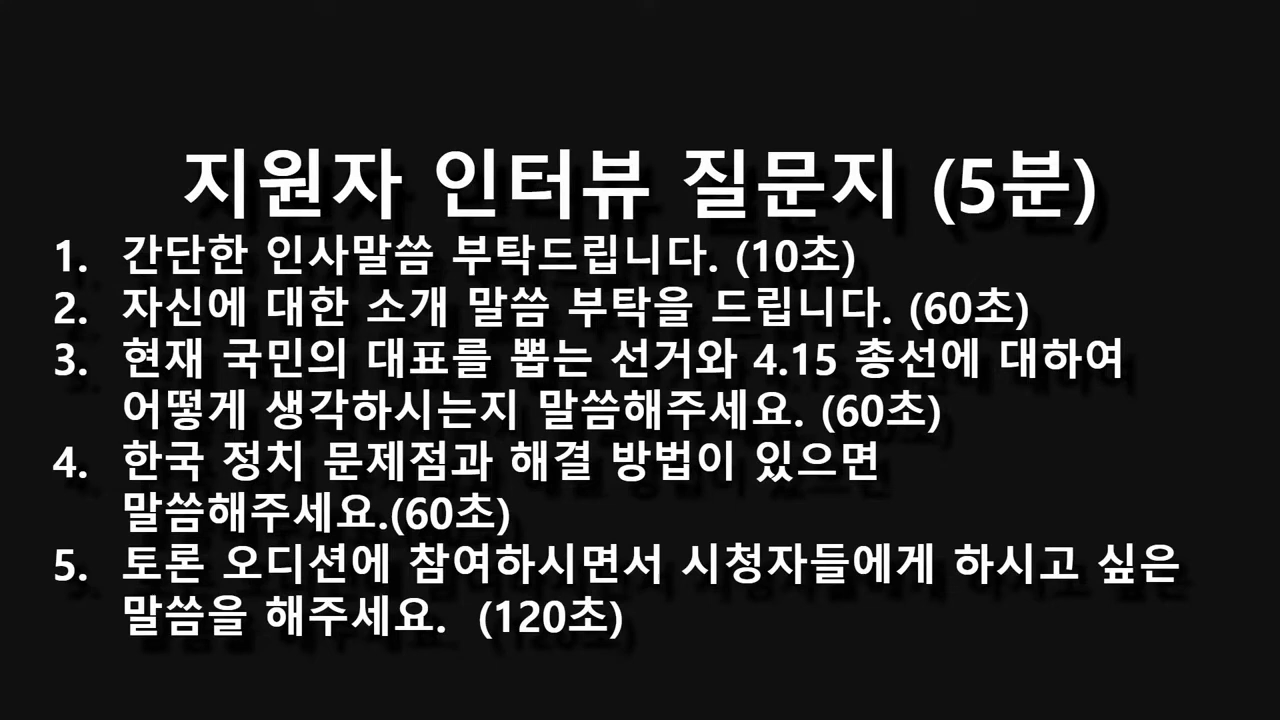 지원자 인터뷰 질문지 (5분)
1. 간단한 인사말씀 부탁드립니다. (10초)
2. 자신에 대한 소개 말씀 부탁을 드립니다. (60초)
3. 현재 국민의 대표를 뽑는 선거와 4.15 총선에 대하여
어떻게 생각하시는지 말씀해주세요. (60초)
4. 한국 정치 문제점과 해결 방법이 있으면
말씀해주세요.(60초)
5. 토론 오디션에 참여하시면서 시청자들에게 하시고 싶은
말씀을 해주세요. (120초)